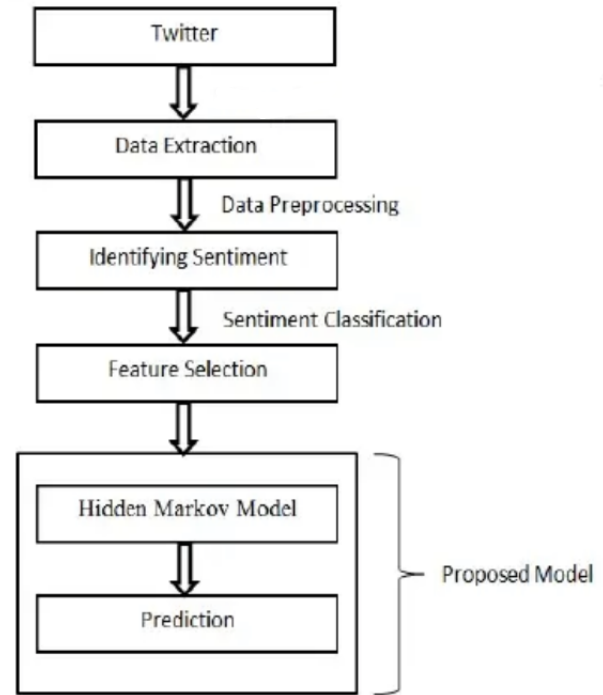 Twitter
Data Extraction
Data Preprocessing
Identifying Sentiment
Sentiment Classification
Feature Selection
Hidden Markov Model
Proposed Model
Prediction